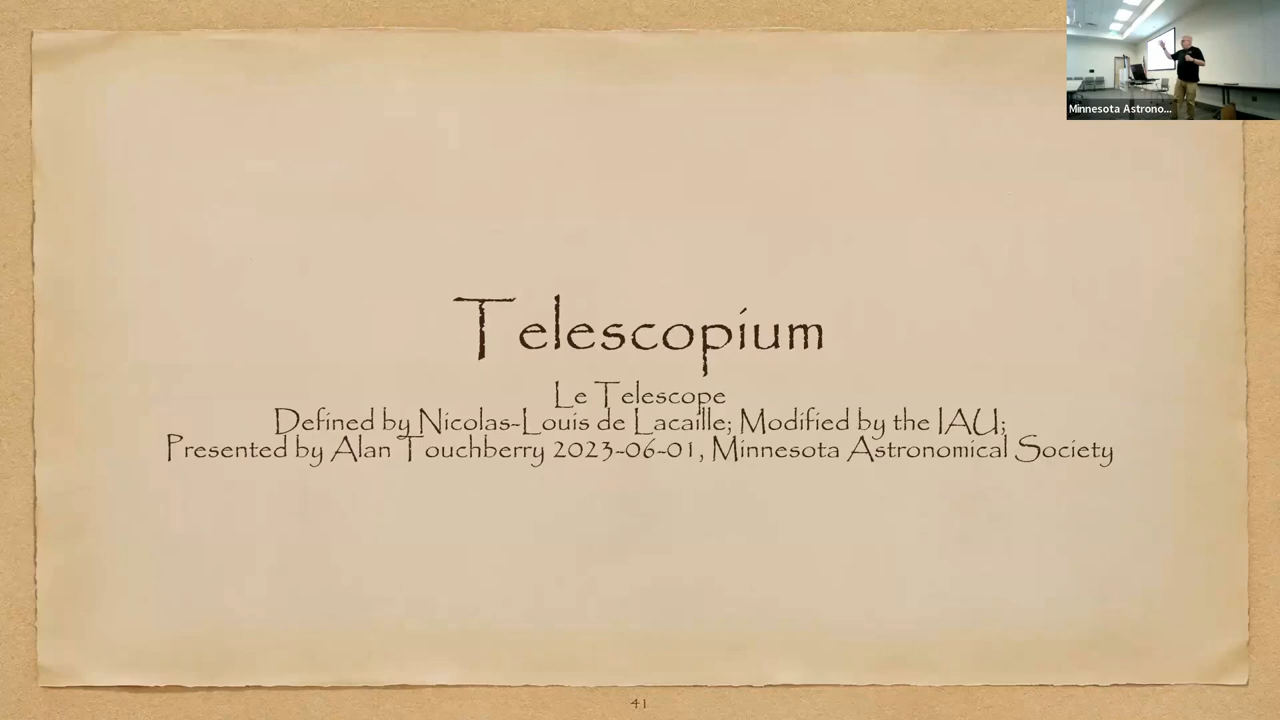 Minnesota Astrono...
Telescopium
Le Telescope
Defined by Nicolas-Louis de Lacaille; Modified by the IAU;
Presented by Alan Touchberry 2023-06-01, Minnesota Astronomical Society
41